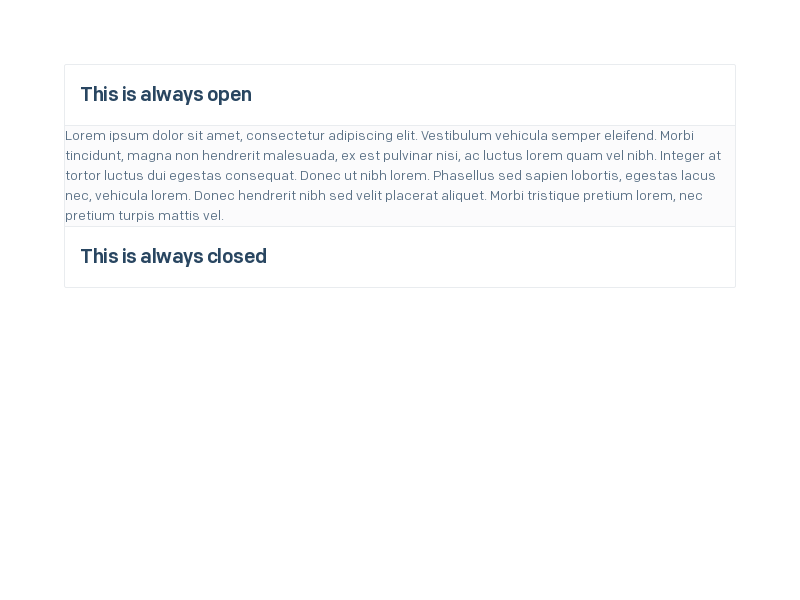 This is always open
Lorem ipsum dolor sit amet, consectetur adipiscing elit. Vestibulum vehicula semper eleifend. Morbi
tincidunt, magna non hendrerit malesuada, ex est pulvinar nisi, ac luctus lorem quam vel nibh. Integer at
tortor luctus dui egestas consequat. Donec ut nibh lorem. Phasellus sed sapien lobortis, egestas lacus
nec, vehicula lorem. Donec hendrerit nibh sed velit placerat aliquet. Morbi tristique pretium lorem, nec
pretium turpis mattis vel.
This is always closed